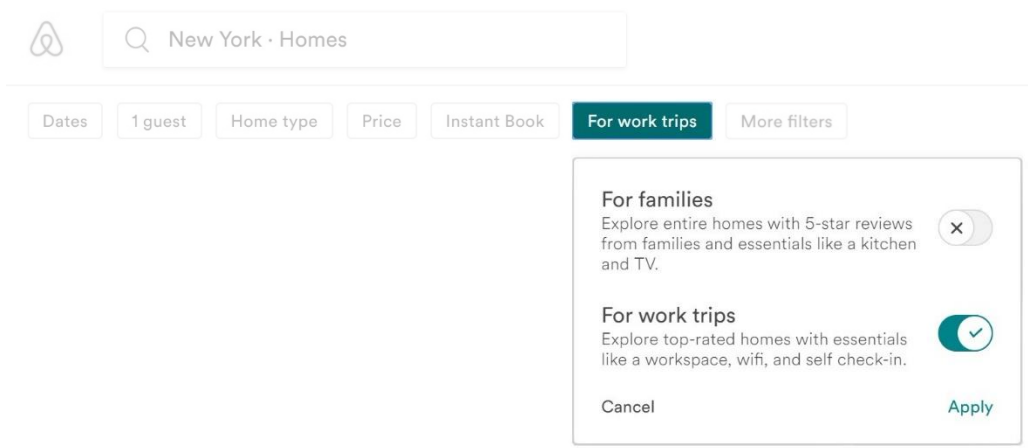 New York · Homes
Dates
1 guest
Home type
Price
Instant Book
For work trips
More filters
For families
Explore entire homes with 5-star reviews
from families and essentials like a kitchen
and TV.
For work trips
Explore top-rated homes with essentials
like a workspace, wifi, and self check-in.
Cancel
Apply